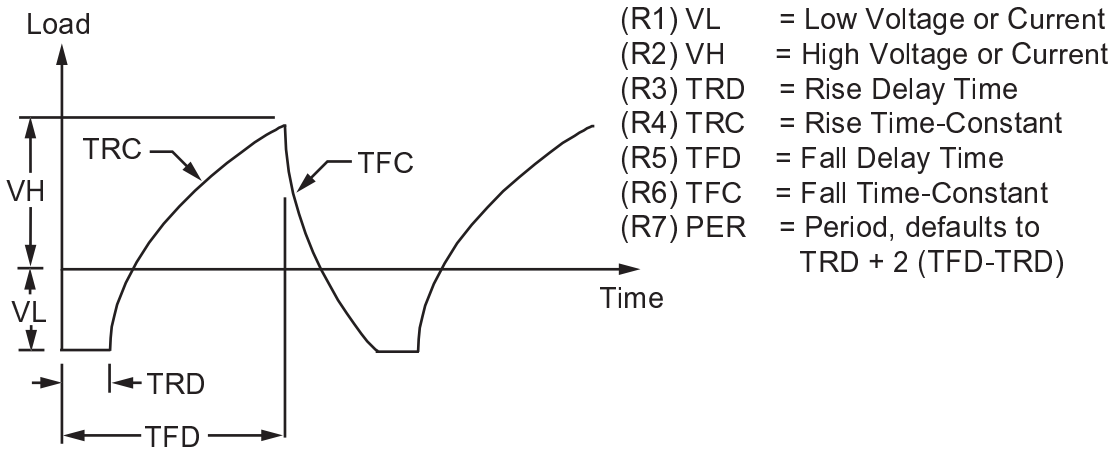 Load
TRC
TFC
VH
VL
Time
TRD
TFD
(R1) VL = Low Voltage or Current
(R2) VH = High Voltage or Current
(R3) TRD = Rise Delay Time
(R4) TRC = Rise Time-Constant
(R5) TFD = Fall Delay Time
(R6) TFC = Fall Time-Constant
(R7) PER = Period, defaults to
TRD + 2 (TFD-TRD)